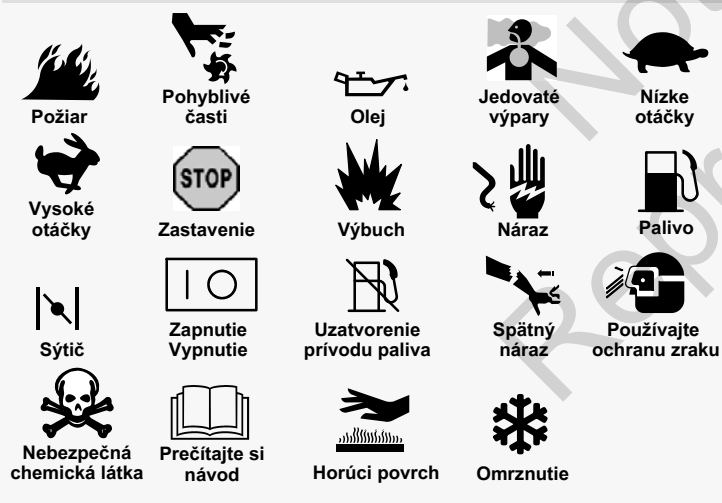 Požiar
Pohyblivé
časti
Olej
Jedovaté
výpary
Nízke
otáčky
Vysoké
otáčky
STOP
Zastavenie
Výbuch
Náraz
Palivo
Sýtič
Zapnutie
Vypnutie
Uzatvorenie
prívodu paliva
Spätný
náraz
Používajte
ochranu zraku
Nebezpečná
chemická látka
Prečítajte si
návod
Horúci povrch
Omrznutie